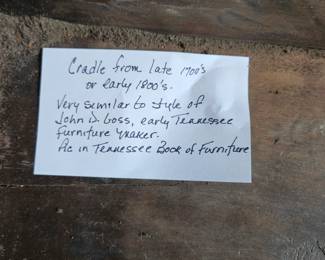 Cradle from late 1700's
or early 1800's.
Very similar to style of
John W. Goss, early Tennessee
furniture maker.
Pic in Tennessee Book of Furniture